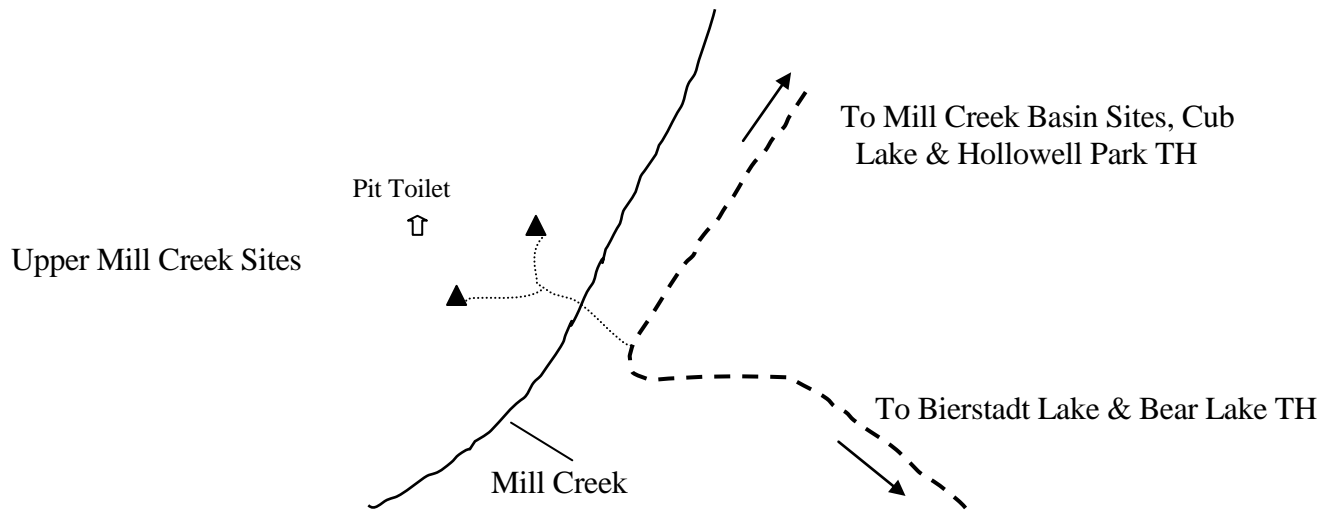 To Mill Creek Basin Sites, Cub
Lake & Hollowell Park TH
Pit Toilet
Upper Mill Creek Sites
To Bierstadt Lake & Bear Lake TH
Mill Creek